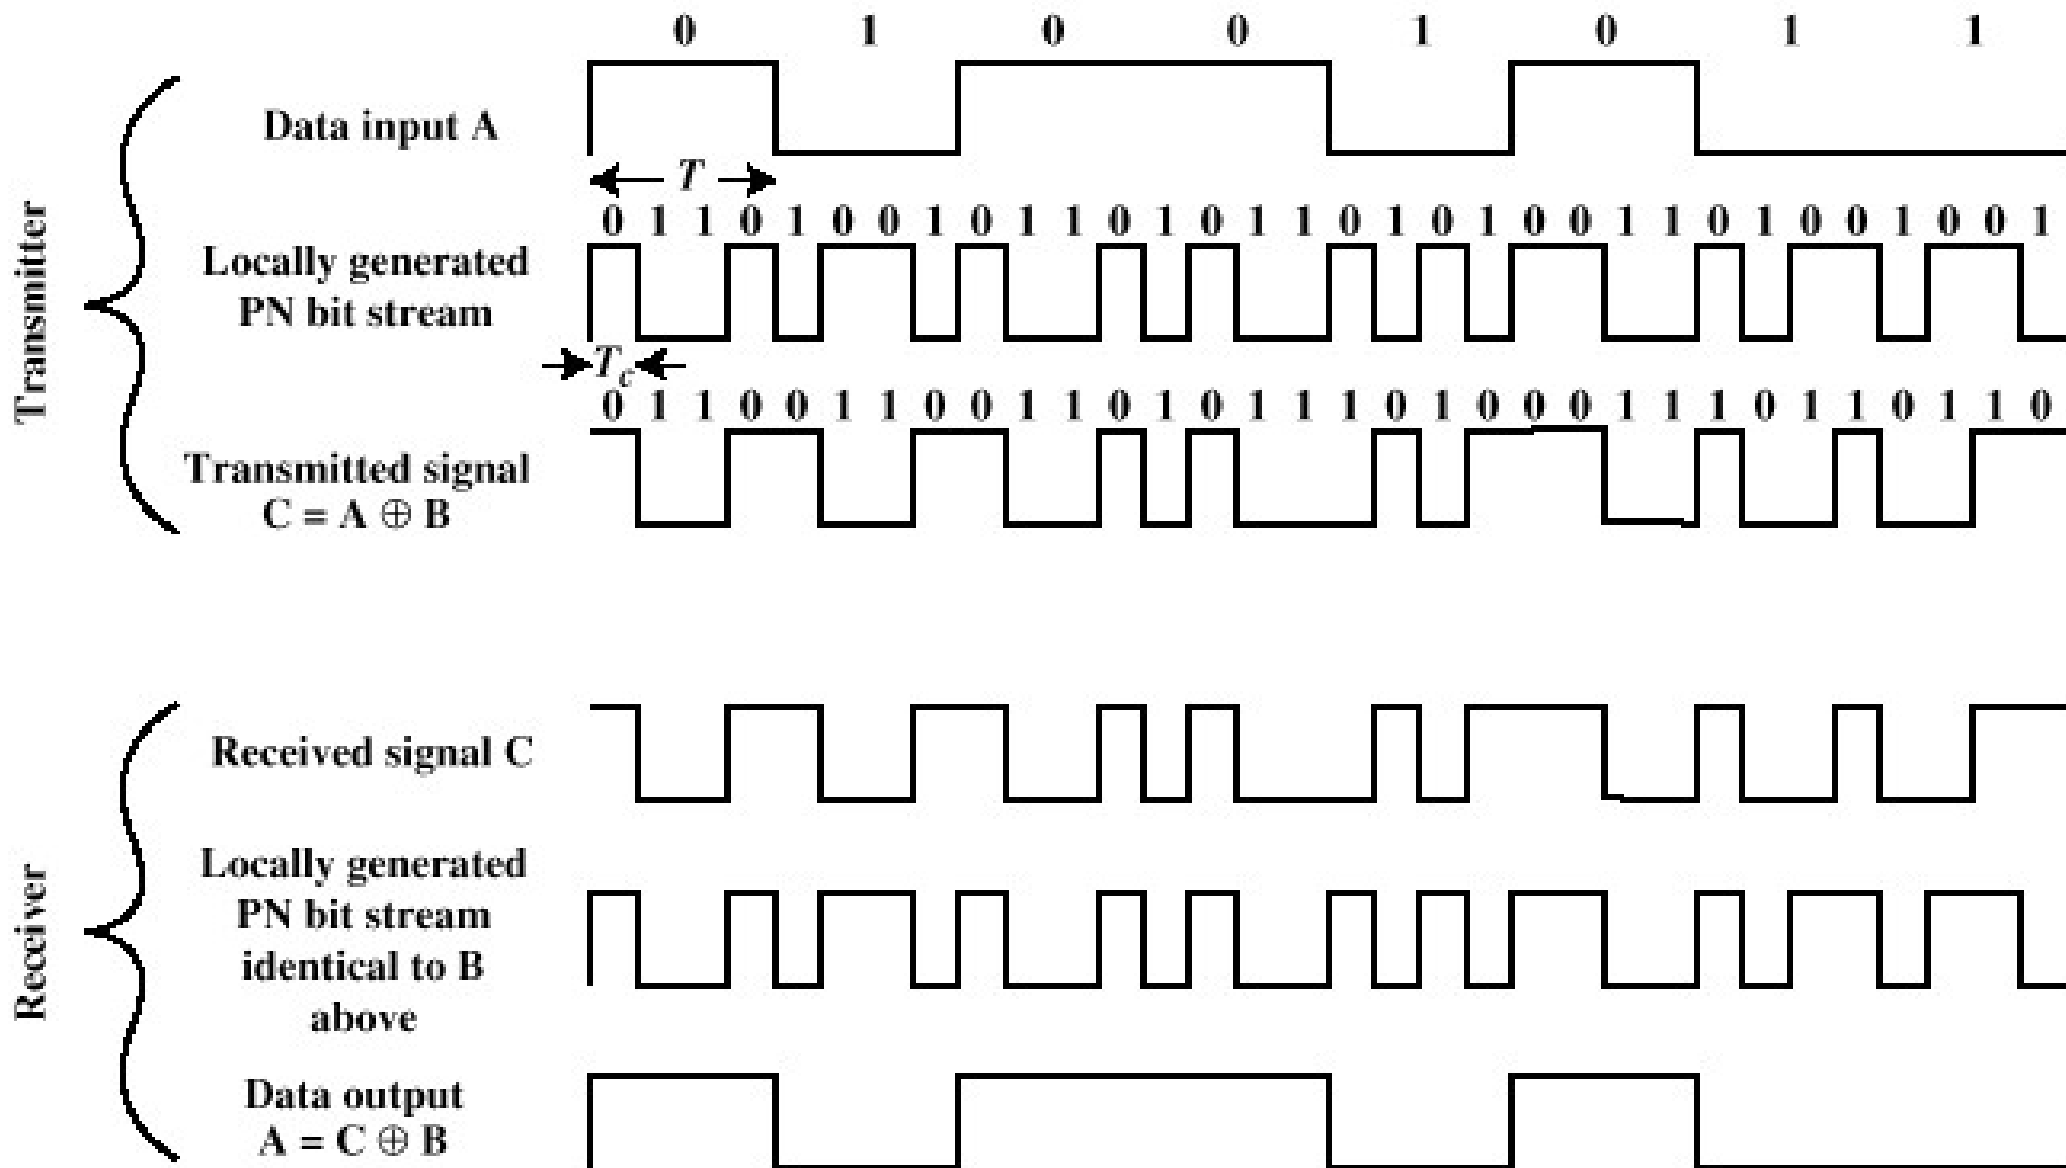 0 1 0 0 1 0 1 1
Data input A
T
0 1 1 0 1 0 0 1 0 1 1 0 1 0 1 1 0 1 0 1 0 0 1 1 0 1 0 0 1 0 0 1
Locally generated
PN bit stream
Tc
0 1 1 0 0 1 1 0 0 1 1 0 1 0 1 1 1 0 1 0 0 0 1 1 1 0 1 1 0 1 1 0
Transmitted signal
C = A ⊕ B
Transmitter
Received signal C
Locally generated
PN bit stream
identical to B
above
Data output
A = C ⊕ B
Receiver